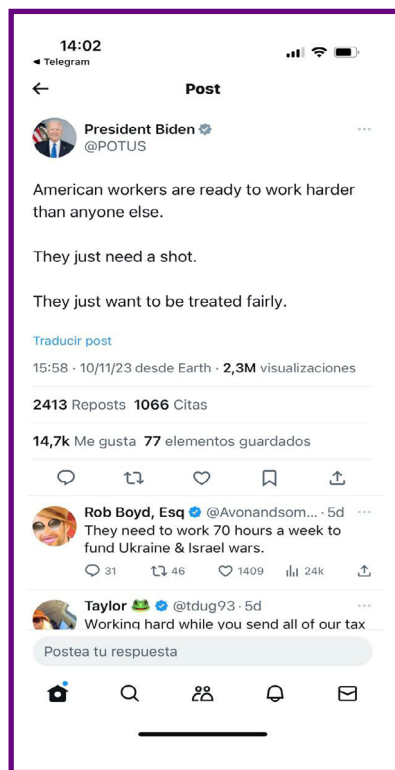 14:02
◄ Telegram
Post
President Biden
@POTUS
American workers are ready to work harder
than anyone else.
They just need a shot.
They just want to be treated fairly.
Traducir post
15:58 · 10/11/23 desde Earth · 2,3M visualizaciones
2413 Reposts 1066 Citas
14,7k Me gusta 77 elementos guardados
Rob Boyd, Esq @Avonandsom... · 5d
They need to work 70 hours a week to
fund Ukraine & Israel wars.
31 46 1409 24k
Taylor 🐸 @tdug93 · 5d
Working hard while you send all of our tax
Postea tu respuesta